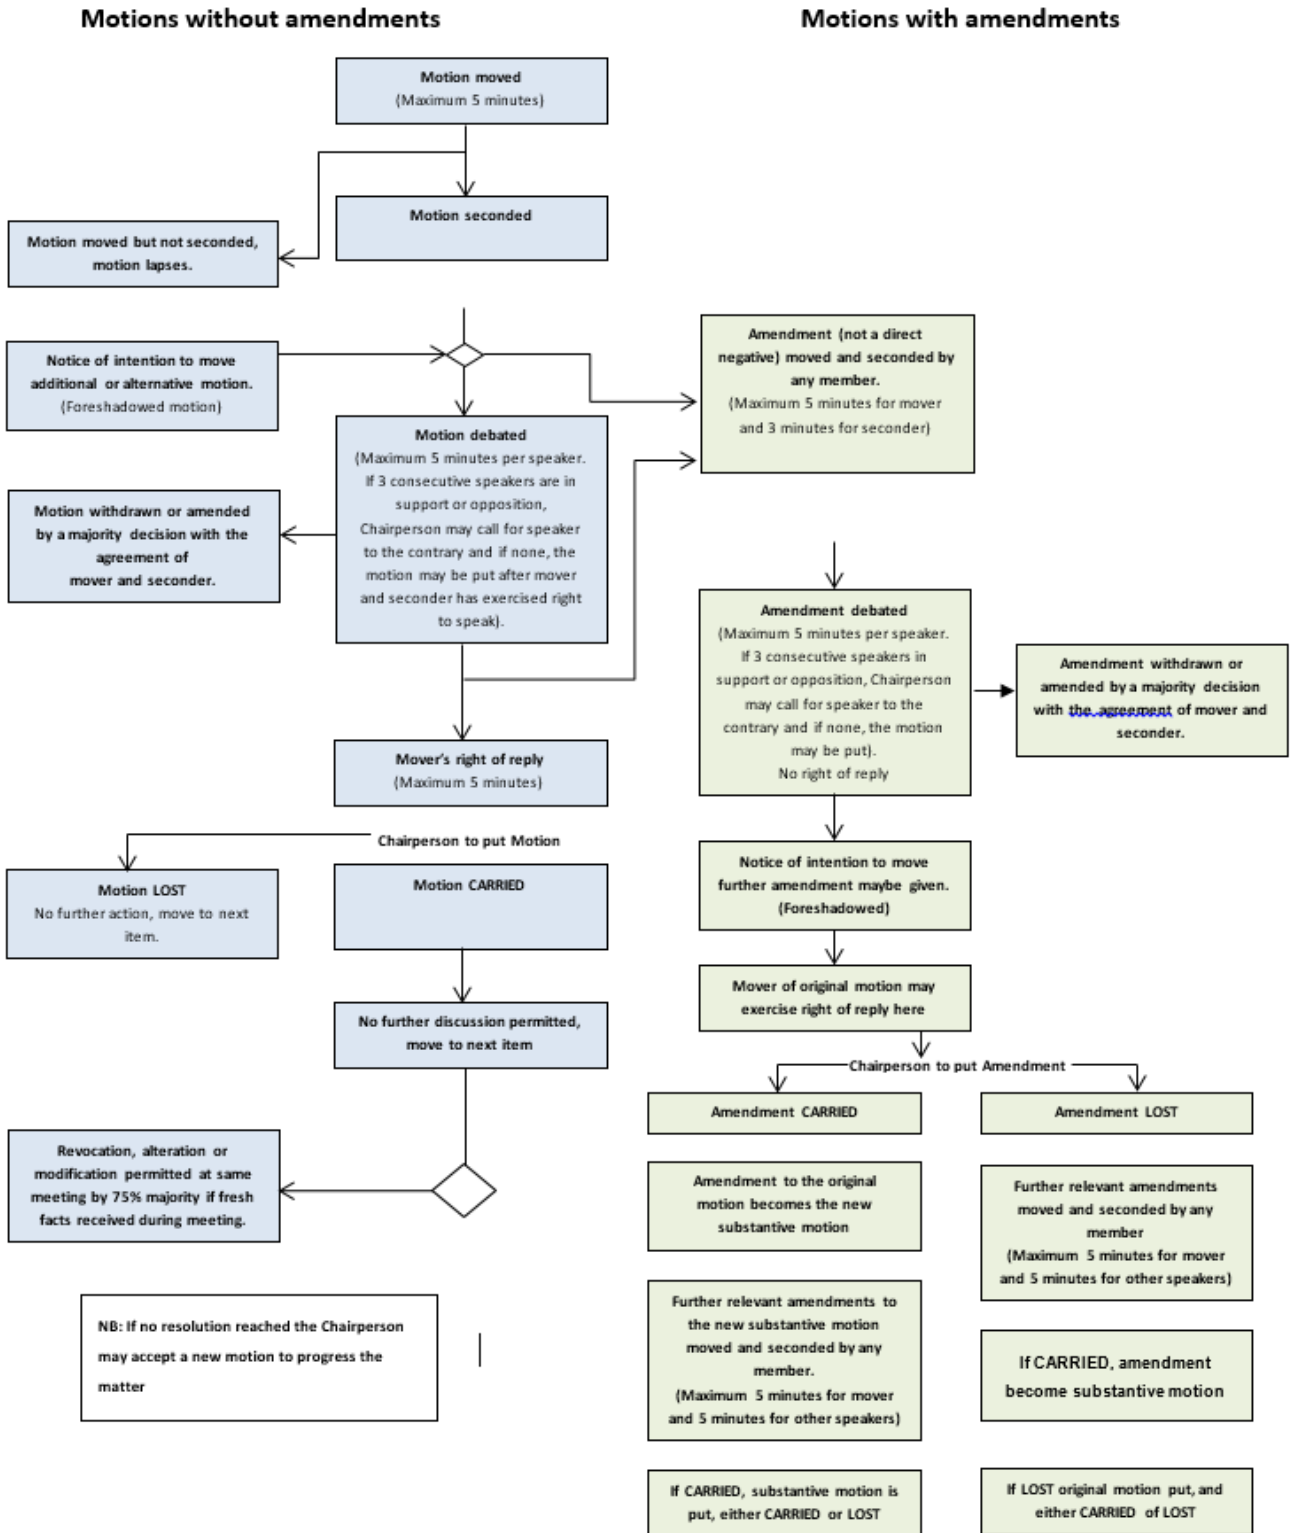 Motions without amendments
Motions with amendments
Motion moved
(Maximum 5 minutes)
Motion seconded
Motion moved but not seconded,
motion lapses.
Notice of intention to move
additional or alternative motion.
(Foreshadowed motion)
Motion debated
(Maximum 5 minutes per speaker.
If 3 consecutive speakers are in
support or opposition,
Chairperson may call for speaker
to the contrary and if none, the
motion may be put after mover
and seconder has exercised right
to speak).
Motion withdrawn or amended
by a majority decision with the
agreement of
mover and seconder.
Mover's right of reply
(Maximum 5 minutes)
Chairperson to put Motion
Motion LOST
No further action, move to next
item.
Motion CARRIED
No further discussion permitted,
move to next item
Revocation, alteration or
modification permitted at same
meeting by 75% majority if fresh
facts received during meeting.
NB: If no resolution reached the Chairperson
may accept a new motion to progress the
matter
Amendment (not a direct
negative) moved and seconded by
any member.
(Maximum 5 minutes for mover
and 3 minutes for seconder)
Amendment debated
(Maximum 5 minutes per speaker.
If 3 consecutive speakers in
support or opposition, Chairperson
may call for speaker to the
contrary and if none, the motion
may be put).
No right of reply
Amendment withdrawn or
amended by a majority decision
with the agreement of mover and
seconder.
Notice of intention to move
further amendment maybe given.
(Foreshadowed)
Mover of original motion may
exercise right of reply here
Chairperson to put Amendment
Amendment CARRIED
Amendment to the original
motion becomes the new
substantive motion
Further relevant amendments to
the new substantive motion
moved and seconded by any
member.
(Maximum 5 minutes for mover
and 5 minutes for other speakers)
If CARRIED, substantive motion is
put, either CARRIED or LOST
Amendment LOST
Further relevant amendments
moved and seconded by any
member
(Maximum 5 minutes for mover
and 5 minutes for other speakers)
If CARRIED, amendment
become substantive motion
If LOST original motion put, and
either CARRIED of LOST